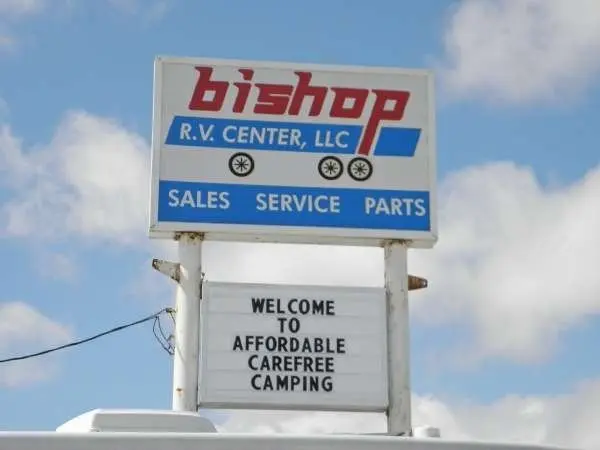 bishop
R.V. CENTER, LLC
SALES SERVICE PARTS
WELCOME
TO
AFFORDABLE
CAREFREE
CAMPING